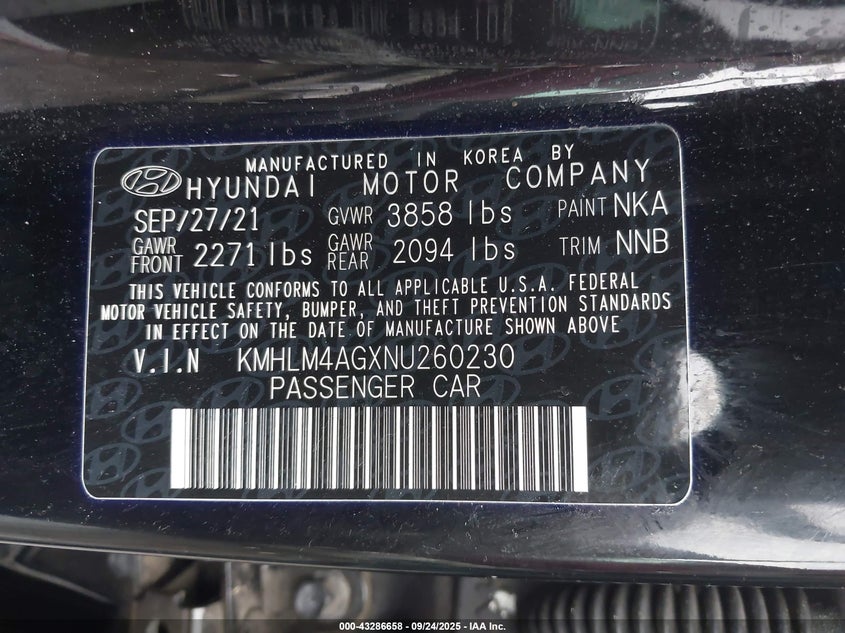 MANUFACTURED IN KOREA BY
HYUNDAI MOTOR COMPANY
SEP/27/21 GVWR 3858 lbs PAINT NKA
GAWR FRONT 2271 lbs GAWR REAR 2094 lbs TRIM NNB
THIS VEHICLE CONFORMS TO ALL APPLICABLE U.S.A. FEDERAL
MOTOR VEHICLE SAFETY, BUMPER, AND THEFT PREVENTION STANDARDS
IN EFFECT ON THE DATE OF MANUFACTURE SHOWN ABOVE
V.I.N KMHLM4AGXNU260230
PASSENGER CAR
000-43286658 - 09/24/2025 - IAA Inc.